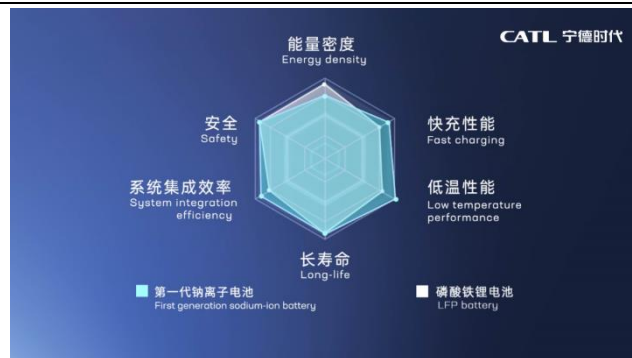 CATL 宁德时代
能量密度
Energy density
安全
Safety
快充性能
Fast charging
系统集成效率
System integration
efficiency
低温性能
Low temperature
performance
长寿命
Long-life
第一代钠离子电池
First generation sodium-ion battery
磷酸铁锂电池
LFP battery